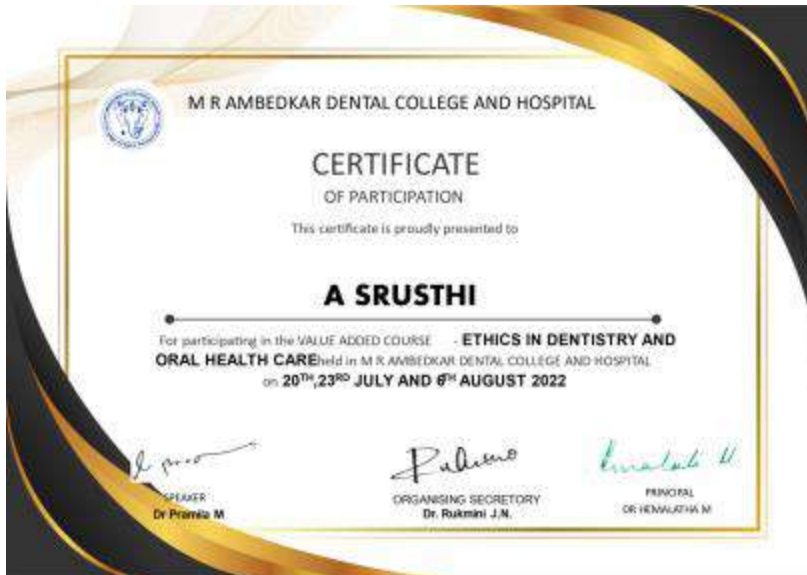 M R AMBEDKAR DENTAL COLLEGE AND HOSPITAL
CERTIFICATE
OF PARTICIPATION
This certificate is proudly presented to
A SRUSTHI
For participating in the VALUE ADDED COURSE - ETHICS IN DENTISTRY AND
ORAL HEALTH CARE held in M R AMBEDKAR DENTAL COLLEGE AND HOSPITAL
on 20TH,23RD JULY AND 6TH AUGUST 2022
SPEAKER
Dr Pramila M
ORGANISING SECRETORY
Dr. Rukmini J.N.
PRINCIPAL
DR HEMALATHA M